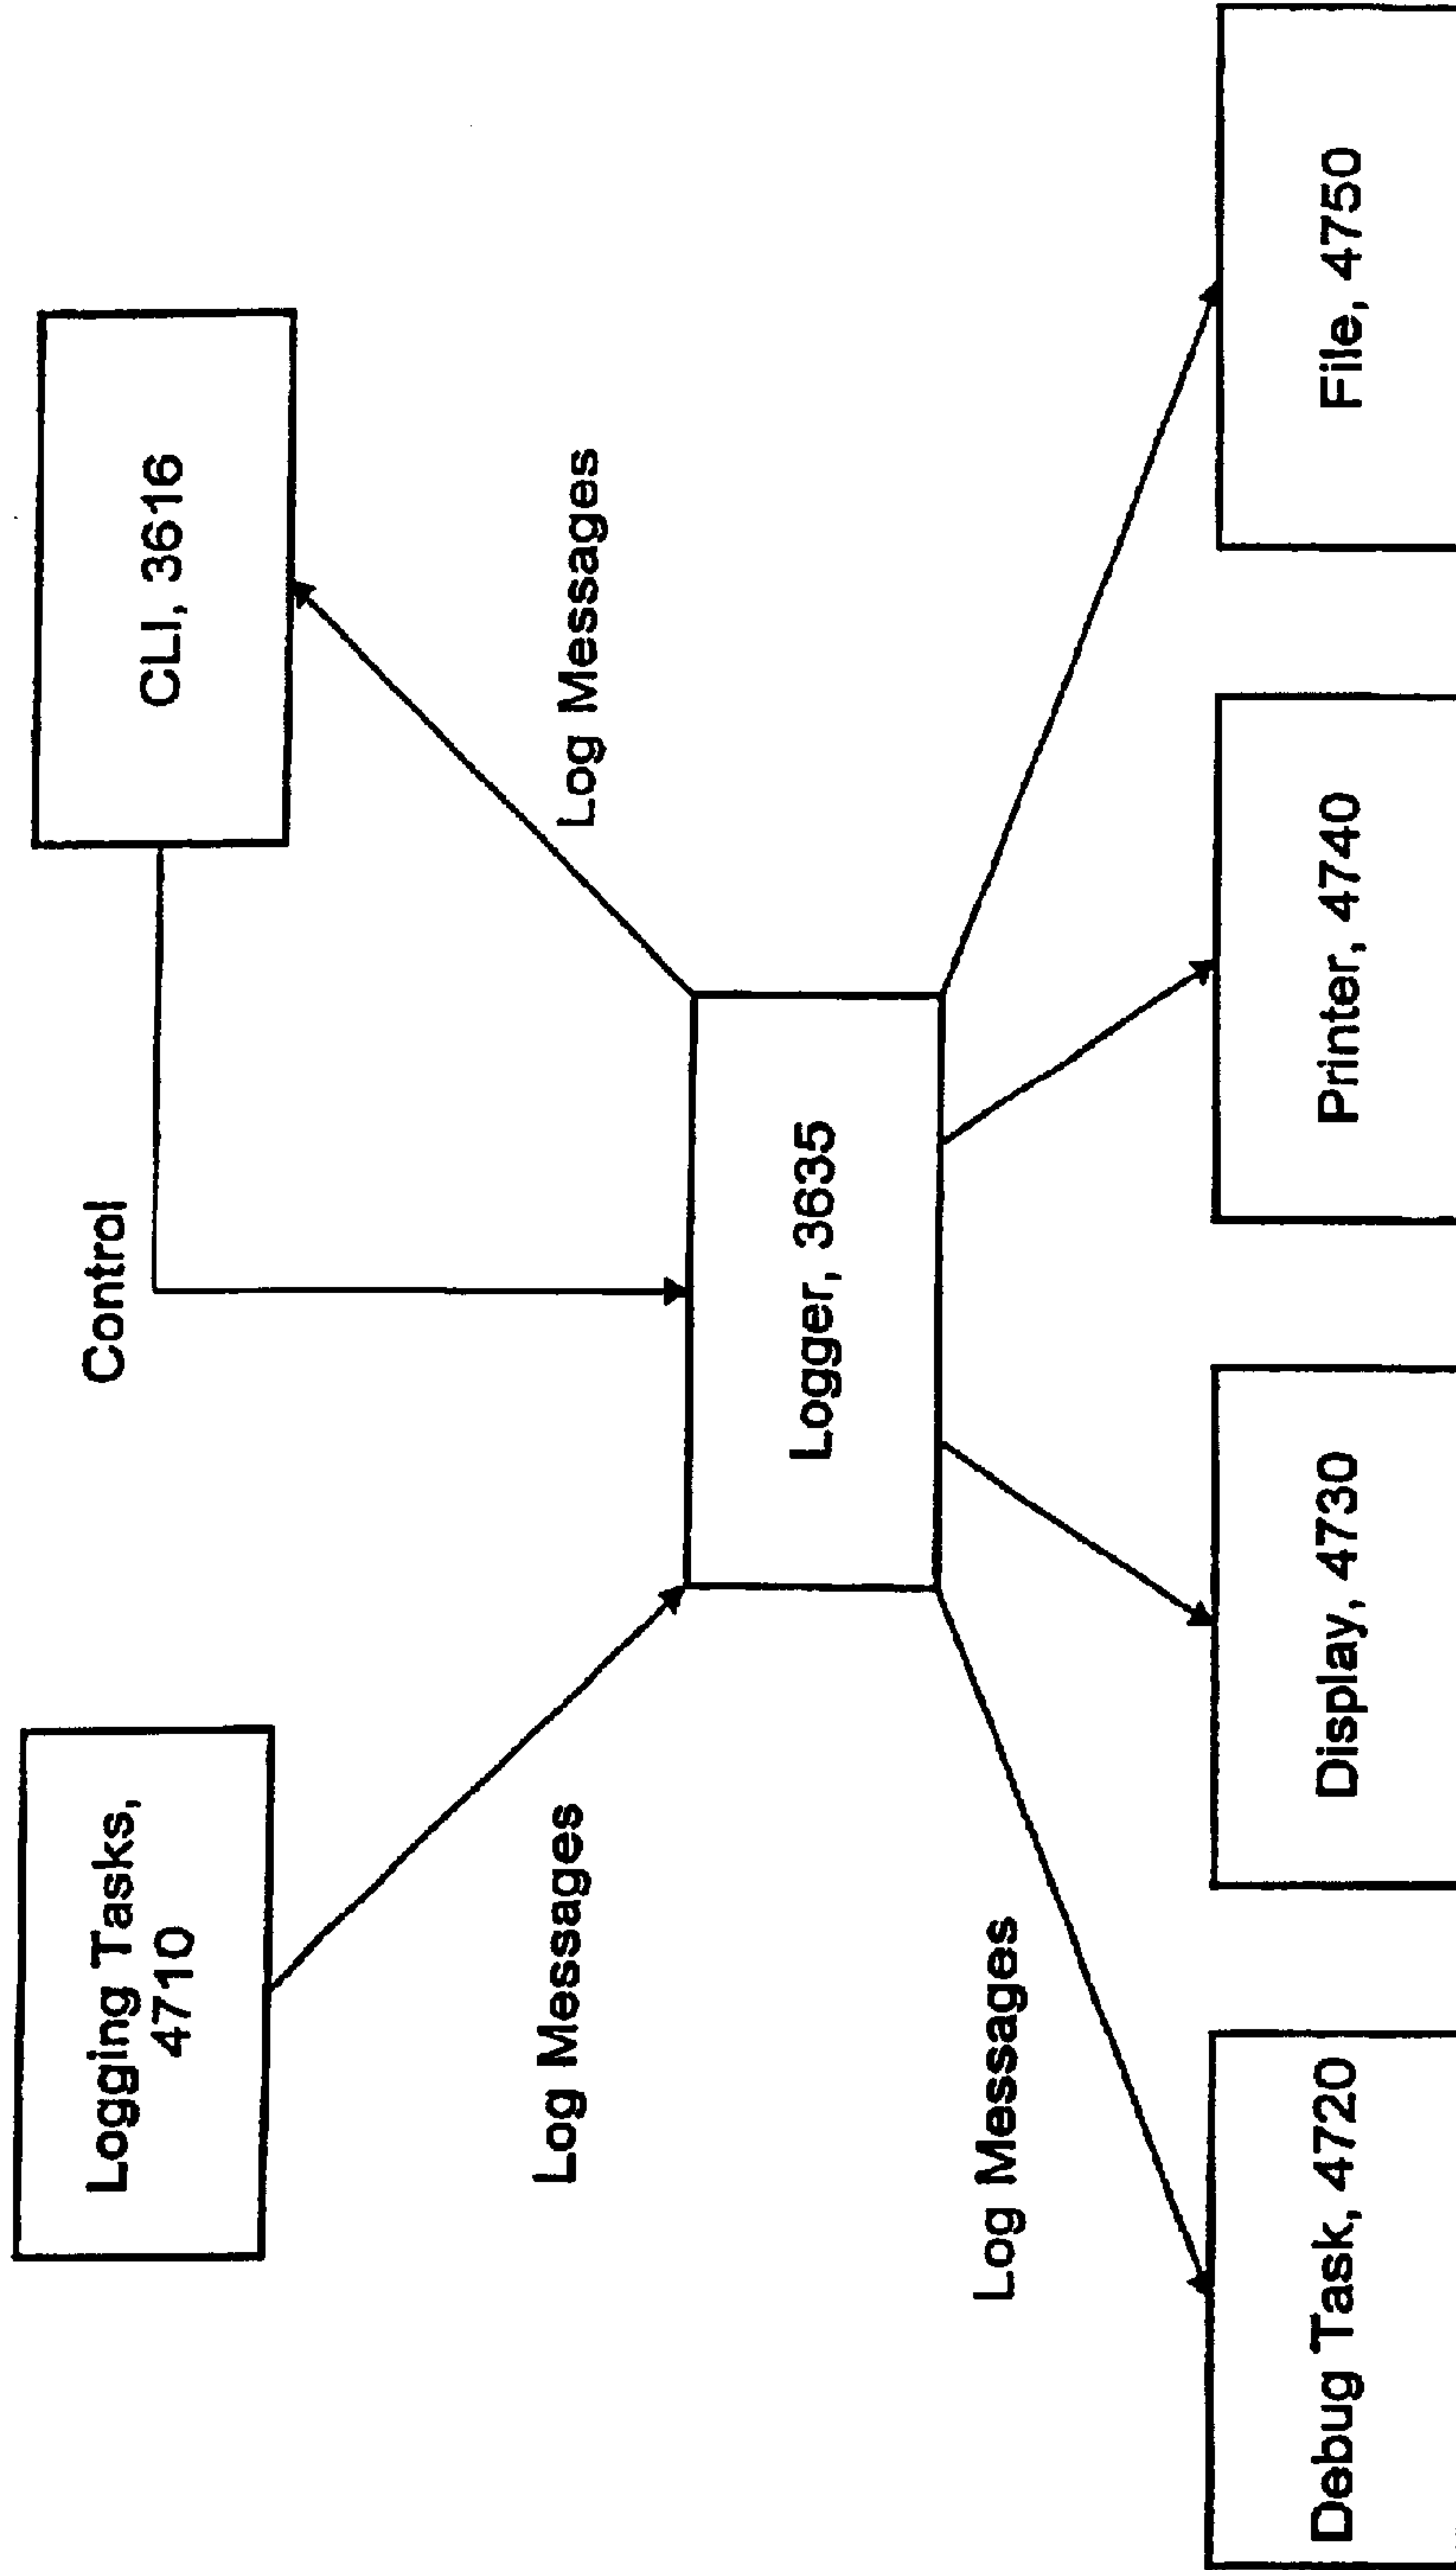 Logging Tasks,
4710
Control
CLI, 3616
Log Messages
Log Messages
Logger, 3635
Log Messages
Debug Task, 4720
Display, 4730
Printer, 4740
File, 4750